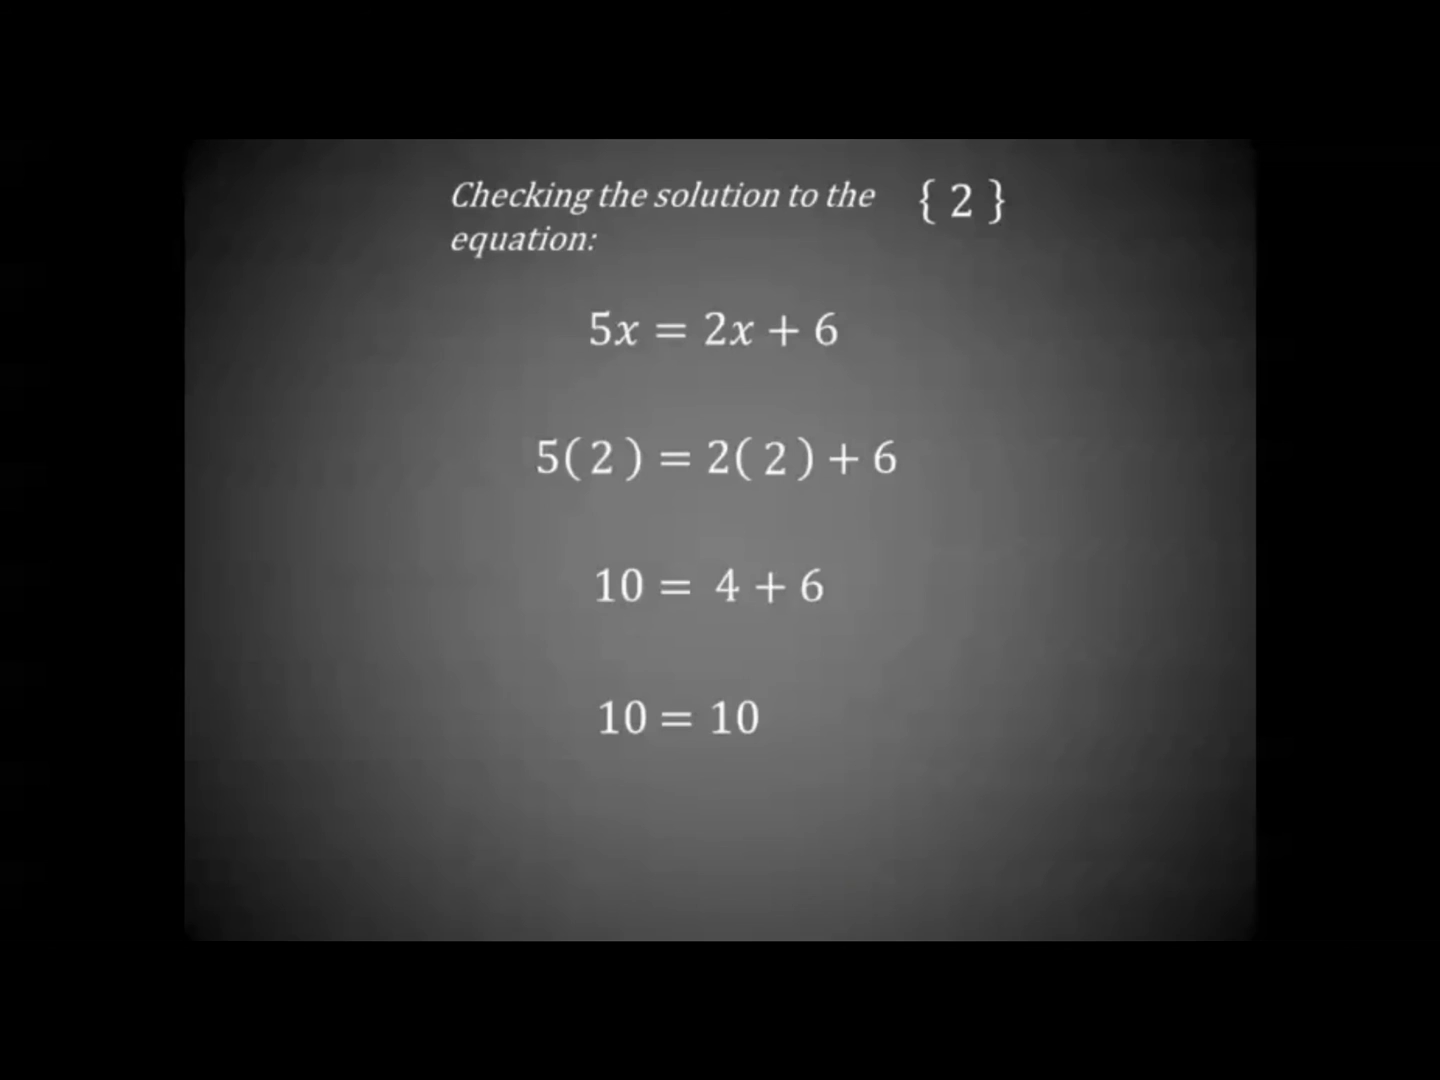 Checking the solution to the { 2 }
equation:
5x = 2x + 6
5( 2 ) = 2( 2 ) + 6
10 = 4 + 6
10 = 10